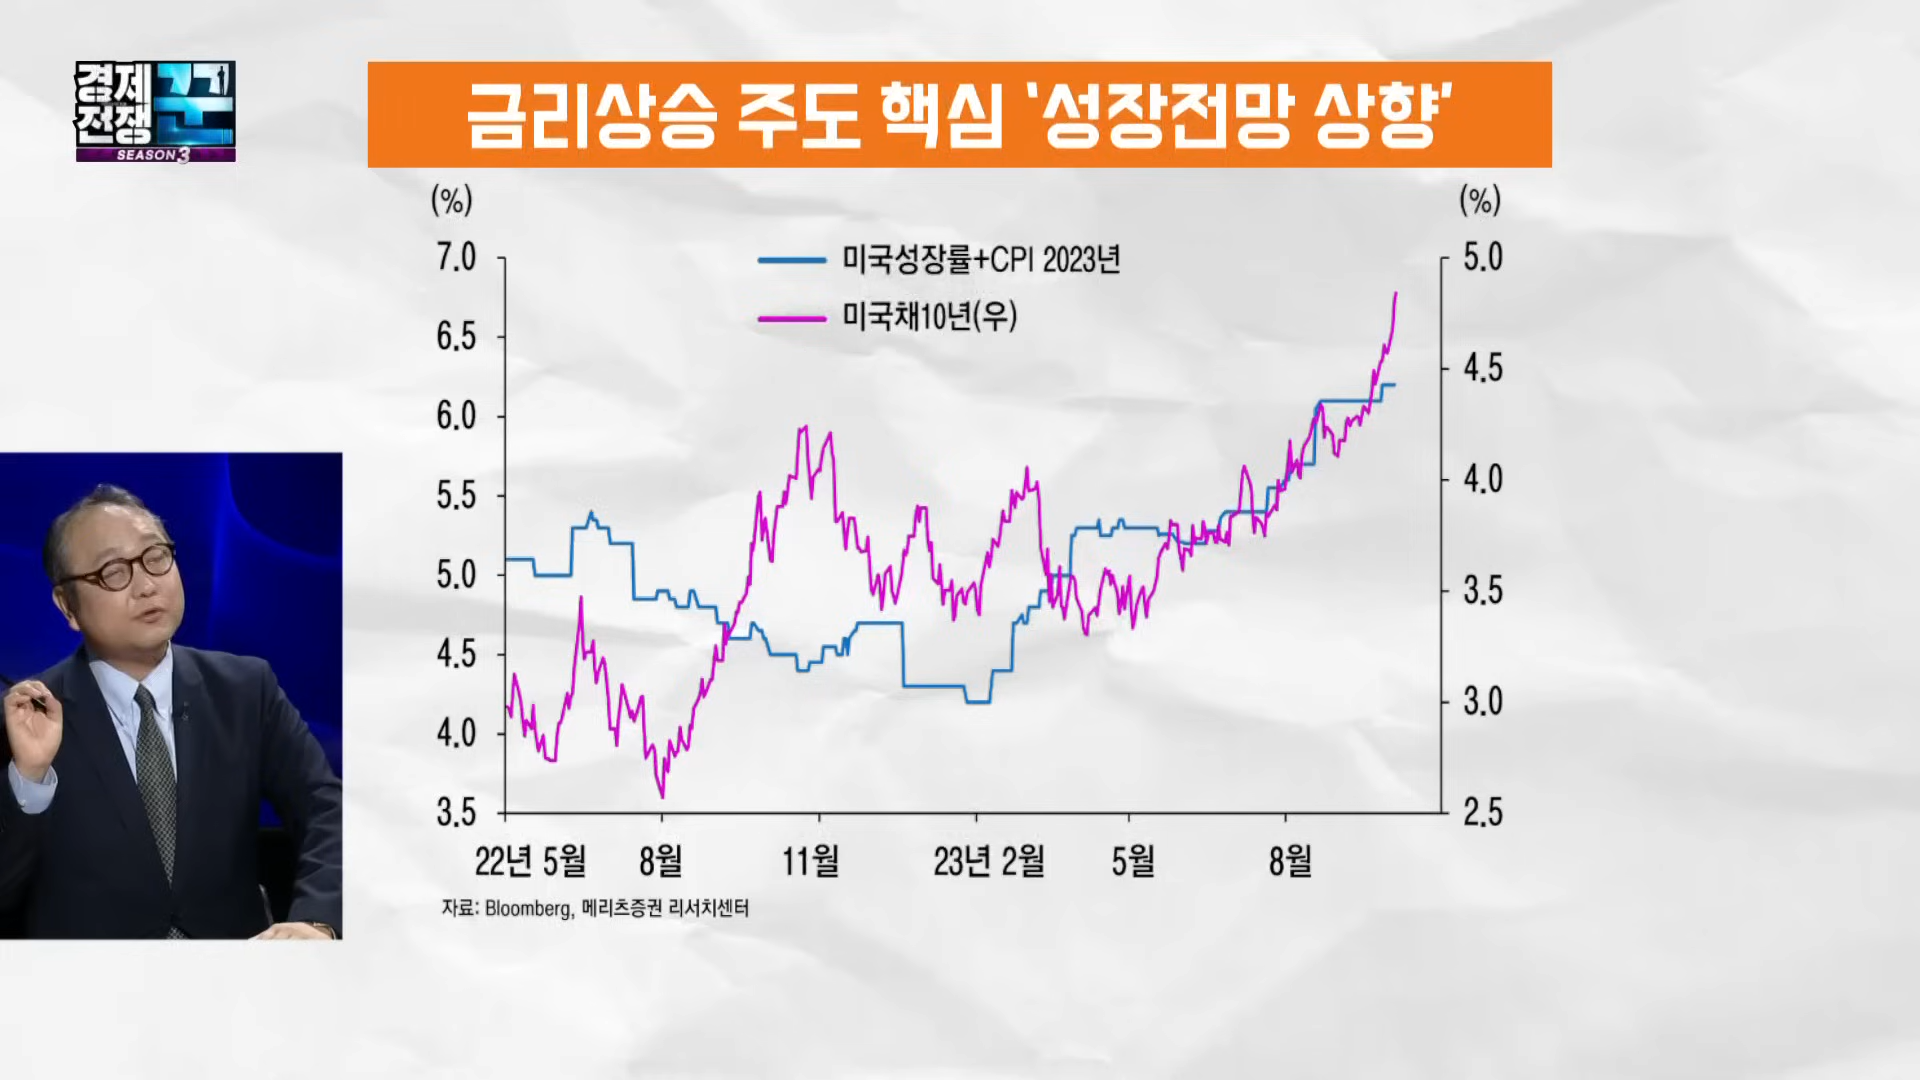 경제
전쟁 꾼
SEASON3
금리상승 주도 핵심 ‘성장전망 상향’
(%)
(%)
미국성장률+CPI 2023년
미국채10년(우)
7.0
6.5
6.0
5.5
5.0
4.5
4.0
3.5
5.0
4.5
4.0
3.5
3.0
2.5
22년 5월 8월 11월 23년 2월 5월 8월
자료: Bloomberg, 메리츠증권 리서치센터